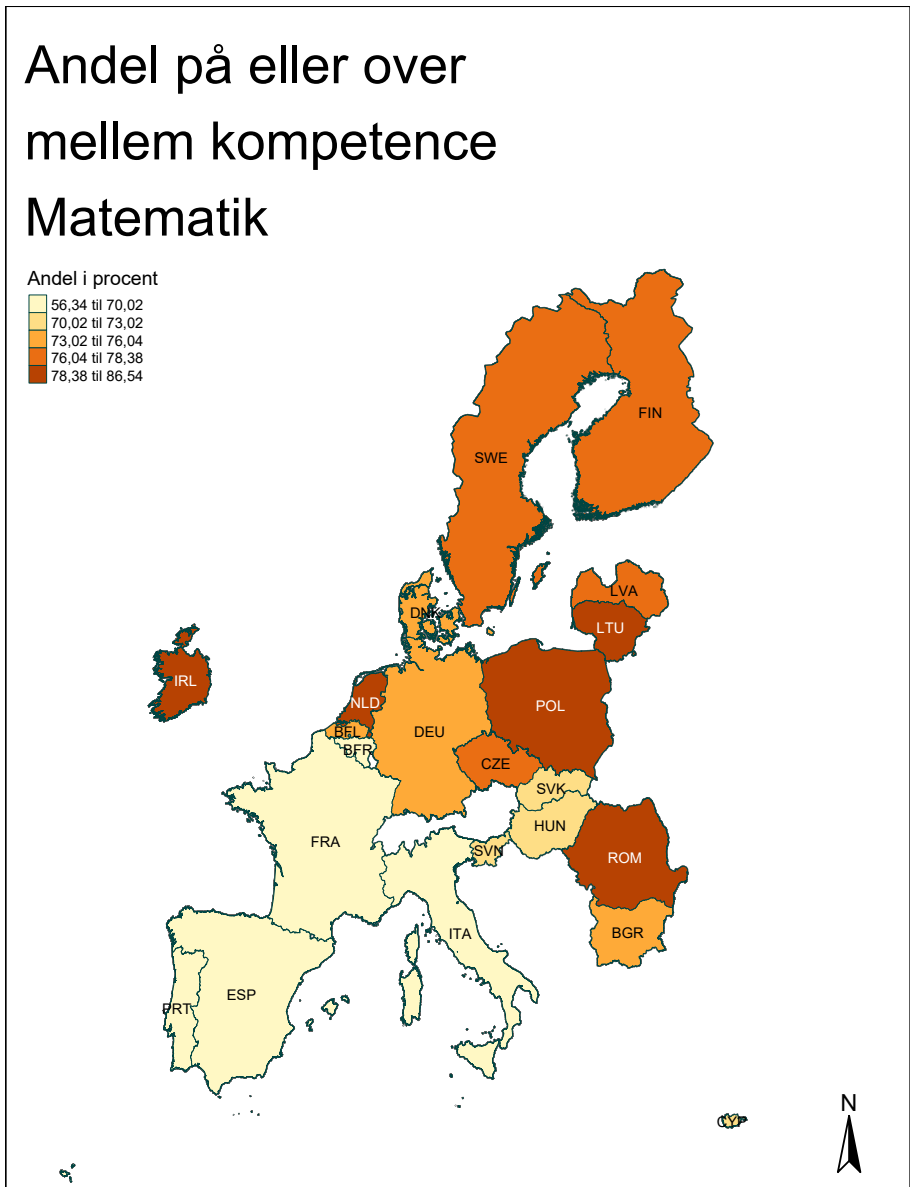 Andel på eller over
mellem kompetence
Matematik
Andel i procent
56,34 til 70,02
70,02 til 73,02
73,02 til 76,04
76,04 til 78,38
78,38 til 86,54
FIN
SWE
LVA
DNK
LTU
IRL
NLD
POL
BFL
DEU
BFR
CZE
SVK
HUN
FRA
SVN
ROM
ITA
BGR
ESP
PRT
N
CYP